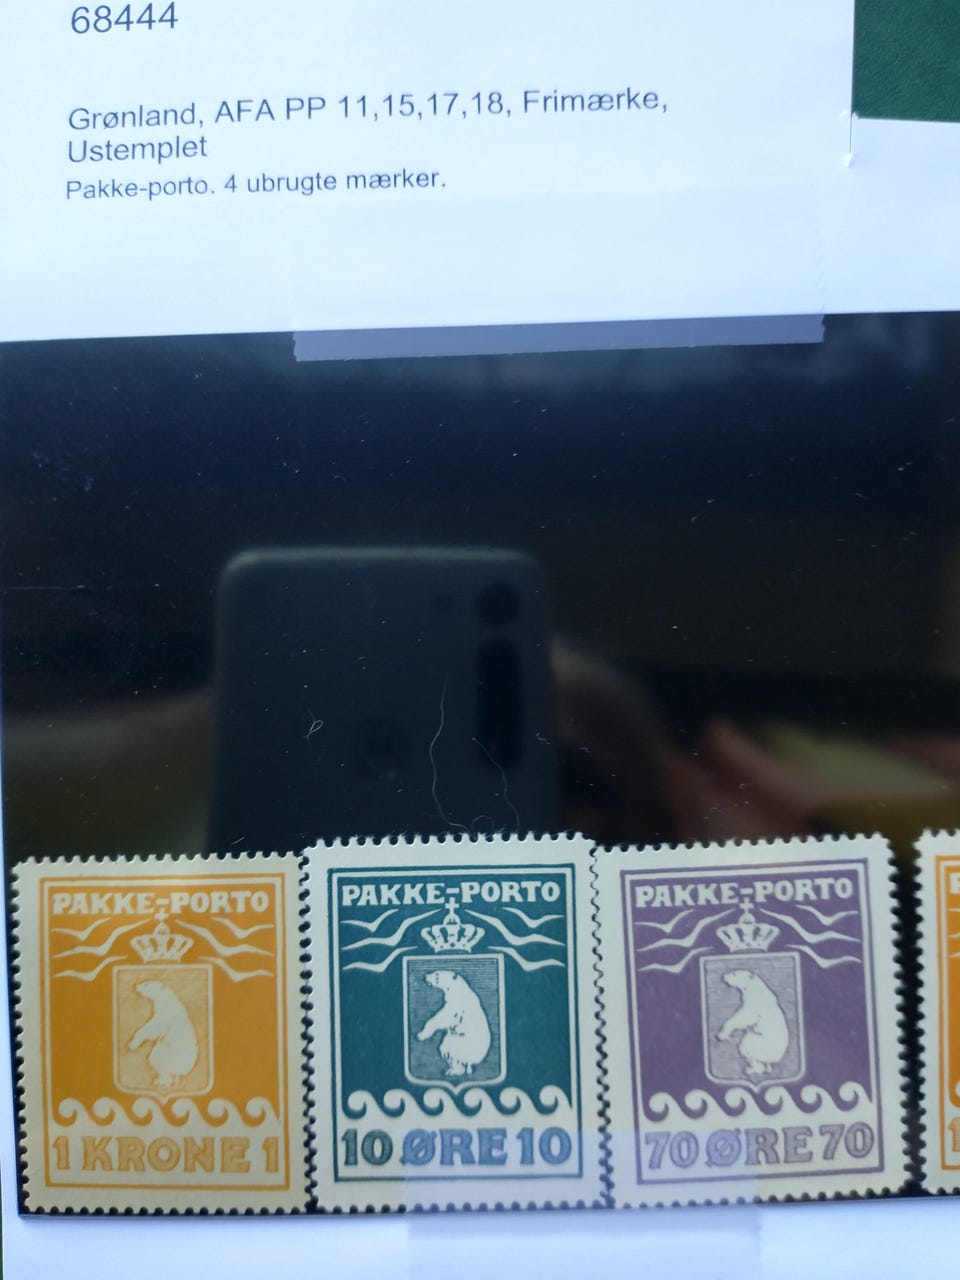 68444
Grønland, AFA PP 11,15,17,18, Frimærke,
Ustemplet
Pakke-porto. 4 ubrugte mærker.
PAKKE-PORTO
1 KRONE 1
PAKKE-PORTO
10 ØRE 10
PAKKE-PORTO
70 ØRE 70